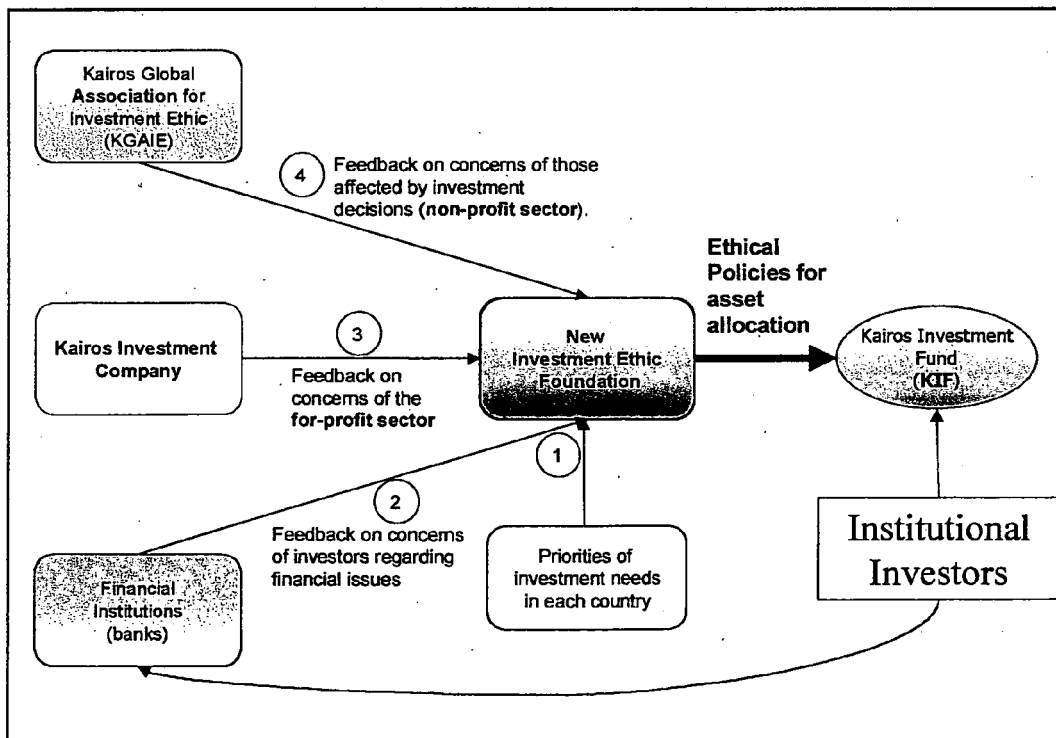 Kairos Global
Association for
Investment Ethic
(KGAIE)
4
Feedback on concerns of those
affected by investment
decisions (non-profit sector).
Ethical
Policies for
asset
allocation
Kairos Investment
Company
3
Feedback on
concerns of the
for-profit sector
New
Investment Ethic
Foundation
Kairos Investment
Fund
(KIF)
1
2
Feedback on concerns
of investors regarding
financial issues
Priorities of
investment needs
in each country
Institutional
Investors
Financial
Institutions
(banks)